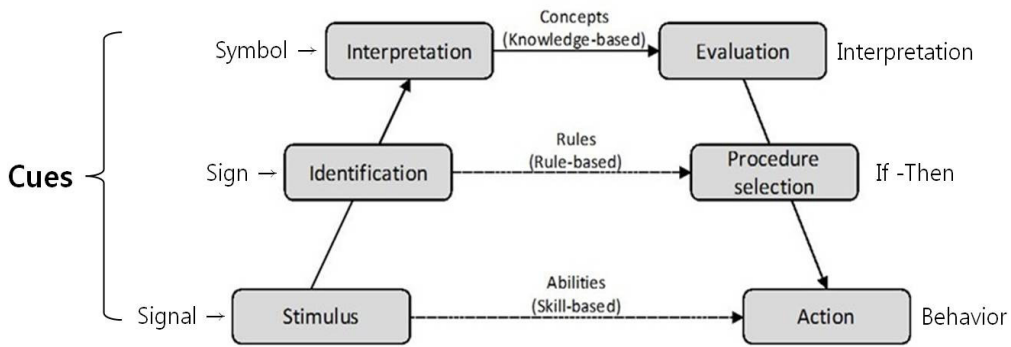 Concepts
(Knowledge-based)
Symbol → Interpretation Evaluation Interpretation
Rules
(Rule-based)
Cues
Sign → Identification Procedure
selection If -Then
Abilities
(Skill-based)
Signal → Stimulus Action Behavior